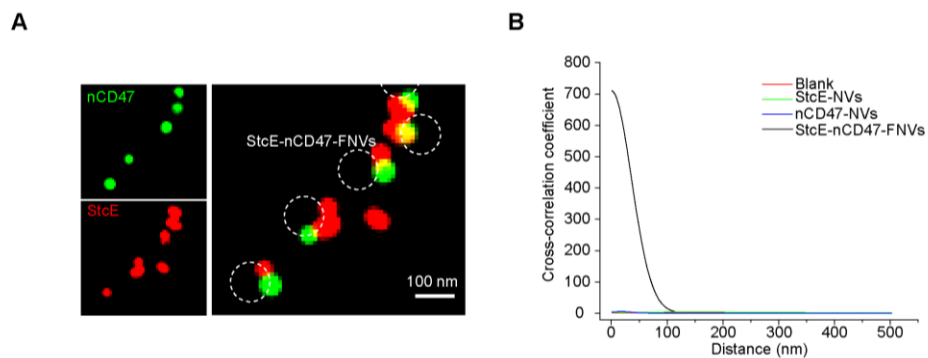 A
B
nCD47
StcE
StcE-nCD47-FNVs
100 nm
Cross-correlation coefficient
800
700
600
500
400
300
200
100
0
0
100
200
300
400
500
Distance (nm)
Blank
StcE-NVs
nCD47-NVs
StcE-nCD47-FNVs